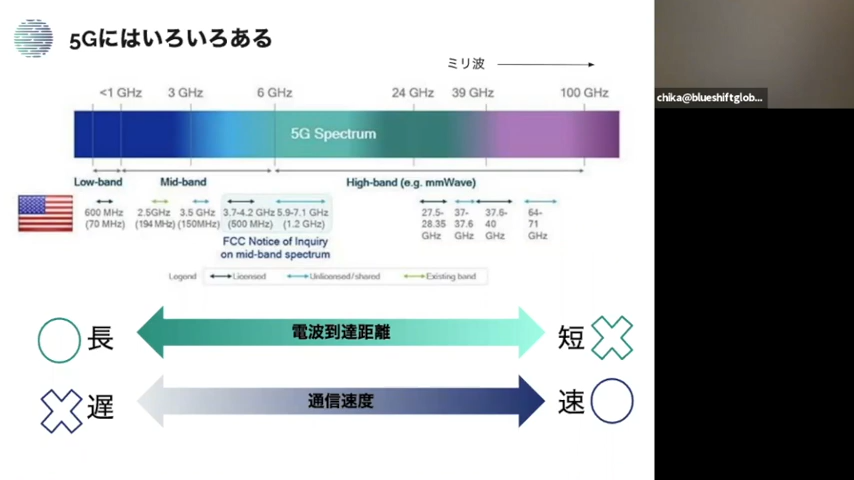 5Gにはいろいろある
ミリ波
<1 GHz 3 GHz 6 GHz 24 GHz 39 GHz 100 GHz
5G Spectrum
Low-band Mid-band High-band (e.g. mmWave)
600 MHz (70 MHz)
2.5GHz (194 MHz)
3.5 GHz (150MHz)
3.7-4.2 GHz (500 MHz)
5.9-7.1 GHz (1.2 GHz)
27.5-28.35 GHz
37-37.6 GHz
37.6-40 GHz
64-71 GHz
FCC Notice of Inquiry
on mid-band spectrum
Legend Licensed Unlicensed/shared Existing band
長 電波到達距離 短
遅 通信速度 速
chika@blueshiftglob...